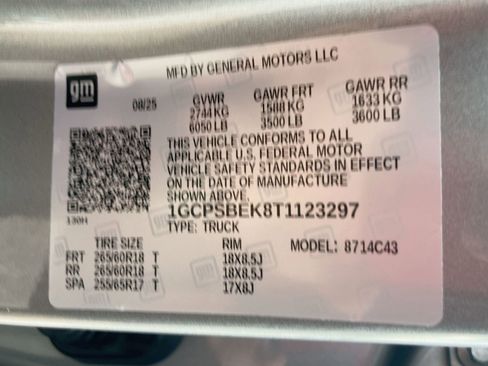 MFD BY GENERAL MOTORS LLC
gm
08/25 GVWR GAWR FRT GAWR RR
2744 KG 1588 KG 1633 KG
6050 LB 3500 LB 3600 LB
THIS VEHICLE CONFORMS TO ALL
APPLICABLE U.S. FEDERAL MOTOR
VEHICLE SAFETY STANDARDS IN EFFECT
ON THE DATE OF MANUFACTURE
SHOWN ABOVE.
130H
1GCPSBEK8T1123297
TYPE: TRUCK
TIRE SIZE RIM MODEL: 8714C43
FRT 265/60R18 T 18X8.5J
RR 265/60R18 T 18X8.5J
SPA 255/65R17 T 17X8J